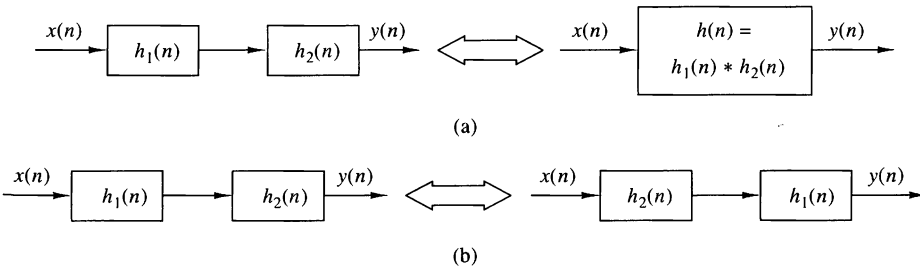 x(n) h₁(n) h₂(n) y(n) x(n) h(n) = y(n)
h₁(n) * h₂(n)
(a)
x(n) h₁(n) h₂(n) y(n) x(n) h₂(n) h₁(n) y(n)
(b)